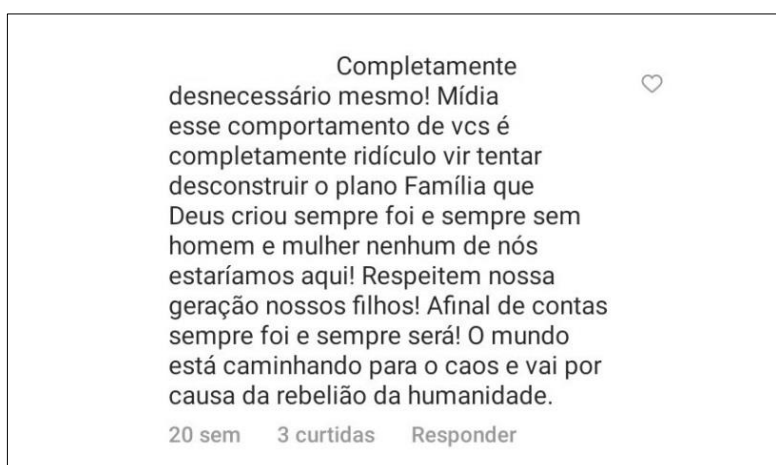 Completamente
desnecessário mesmo! Mídia
esse comportamento de vcs é
completamente ridículo vir tentar
desconstruir o plano Família que
Deus criou sempre foi e sempre sem
homem e mulher nenhum de nós
estaríamos aqui! Respeitem nossa
geração nossos filhos! Afinal de contas
sempre foi e sempre será! O mundo
está caminhando para o caos e vai por
causa da rebelião da humanidade.
20 sem 3 curtidas Responder